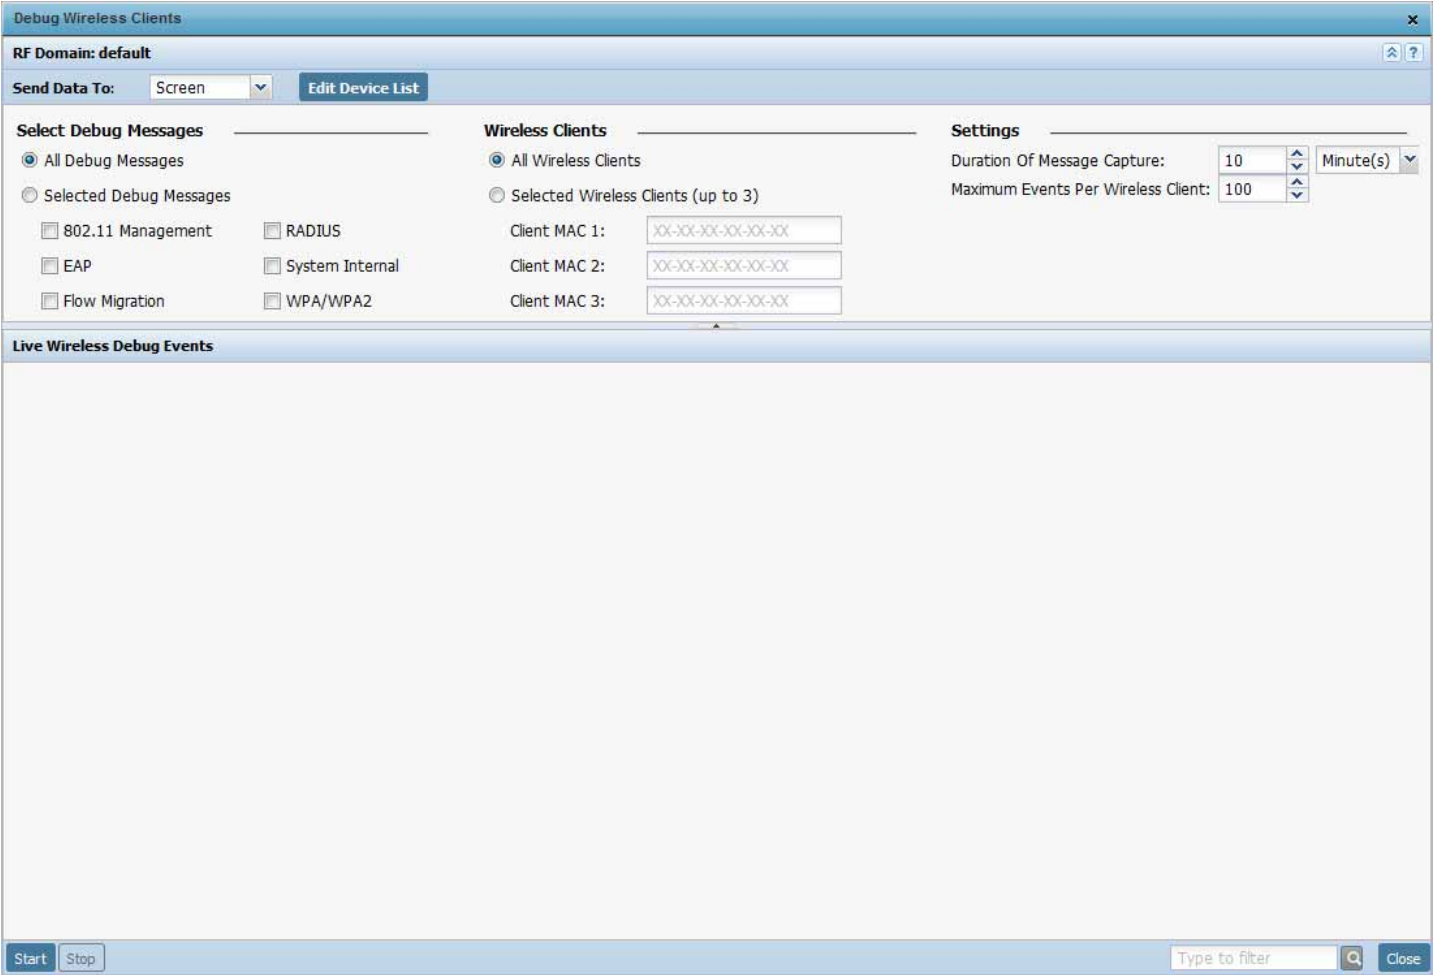 Debug Wireless Clients
RF Domain: default
?
Send Data To: Screen Edit Device List
Select Debug Messages
All Debug Messages
Selected Debug Messages
802.11 Management RADIUS
EAP System Internal
Flow Migration WPA/WPA2
Wireless Clients
All Wireless Clients
Selected Wireless Clients (up to 3)
Client MAC 1: XX-XX-XX-XX-XX-XX
Client MAC 2: XX-XX-XX-XX-XX-XX
Client MAC 3: XX-XX-XX-XX-XX-XX
Settings
Duration Of Message Capture: 10 Minute(s)
Maximum Events Per Wireless Client: 100
Live Wireless Debug Events
Start Stop Type to filter Close